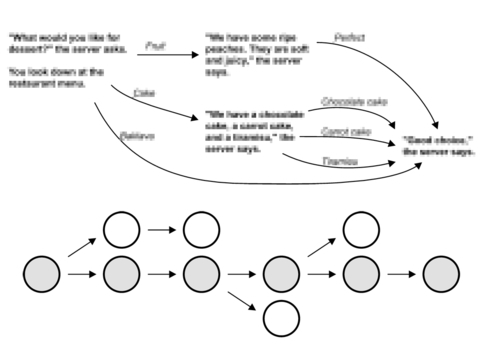 "What would you like for
dessert?" the server asks.
You look down at the
restaurant menu.
Fruit
"We have some ripe
peaches. They are soft
and juicy," the server
says.
Perfect
Cake
"We have a chocolate
cake, a carrot cake,
and a tiramisu," the
server says.
Chocolate cake
Carrot cake
Tiramisu
Baklava
"Good choice,"
the server says.